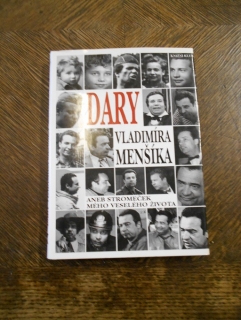 DARY
VLADIMÍRA
MENŠÍKA
ANEB STROMEČEK
MÉHO VESELÉHO ŽIVOTA